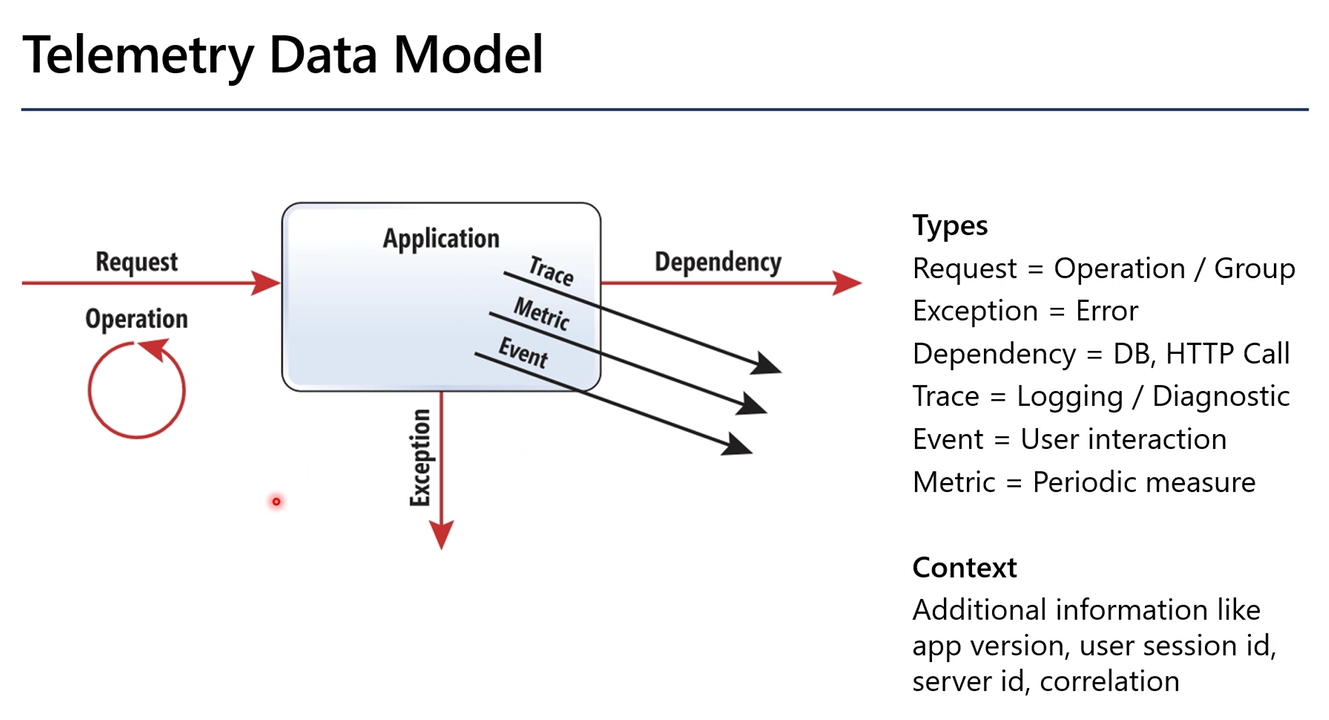 Telemetry Data Model
Request
Operation
Application
Trace
Metric
Event
Dependency
Exception
Types
Request = Operation / Group
Exception = Error
Dependency = DB, HTTP Call
Trace = Logging / Diagnostic
Event = User interaction
Metric = Periodic measure
Context
Additional information like
app version, user session id,
server id, correlation